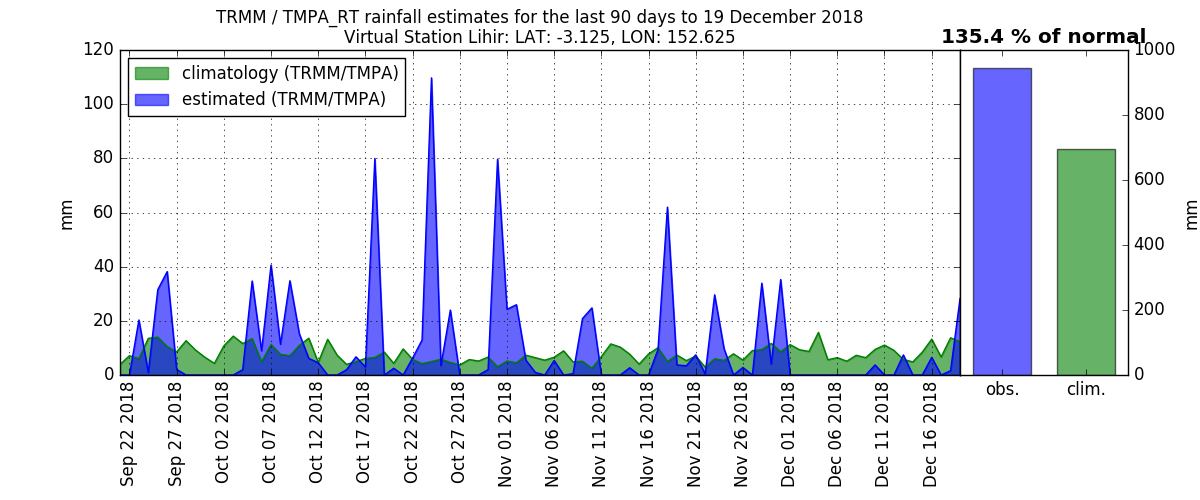 TRMM / TMPA_RT rainfall estimates for the last 90 days to 19 December 2018
Virtual Station Lihir: LAT: -3.125, LON: 152.625
135.4 % of normal
climatology (TRMM/TMPA)
estimated (TRMM/TMPA)
120
100
80
60
40
20
0
mm
Sep 22 2018
Sep 27 2018
Oct 02 2018
Oct 07 2018
Oct 12 2018
Oct 17 2018
Oct 22 2018
Oct 27 2018
Nov 01 2018
Nov 06 2018
Nov 11 2018
Nov 16 2018
Nov 21 2018
Nov 26 2018
Dec 01 2018
Dec 06 2018
Dec 11 2018
Dec 16 2018
obs.
clim.
1000
800
600
400
200
0
mm